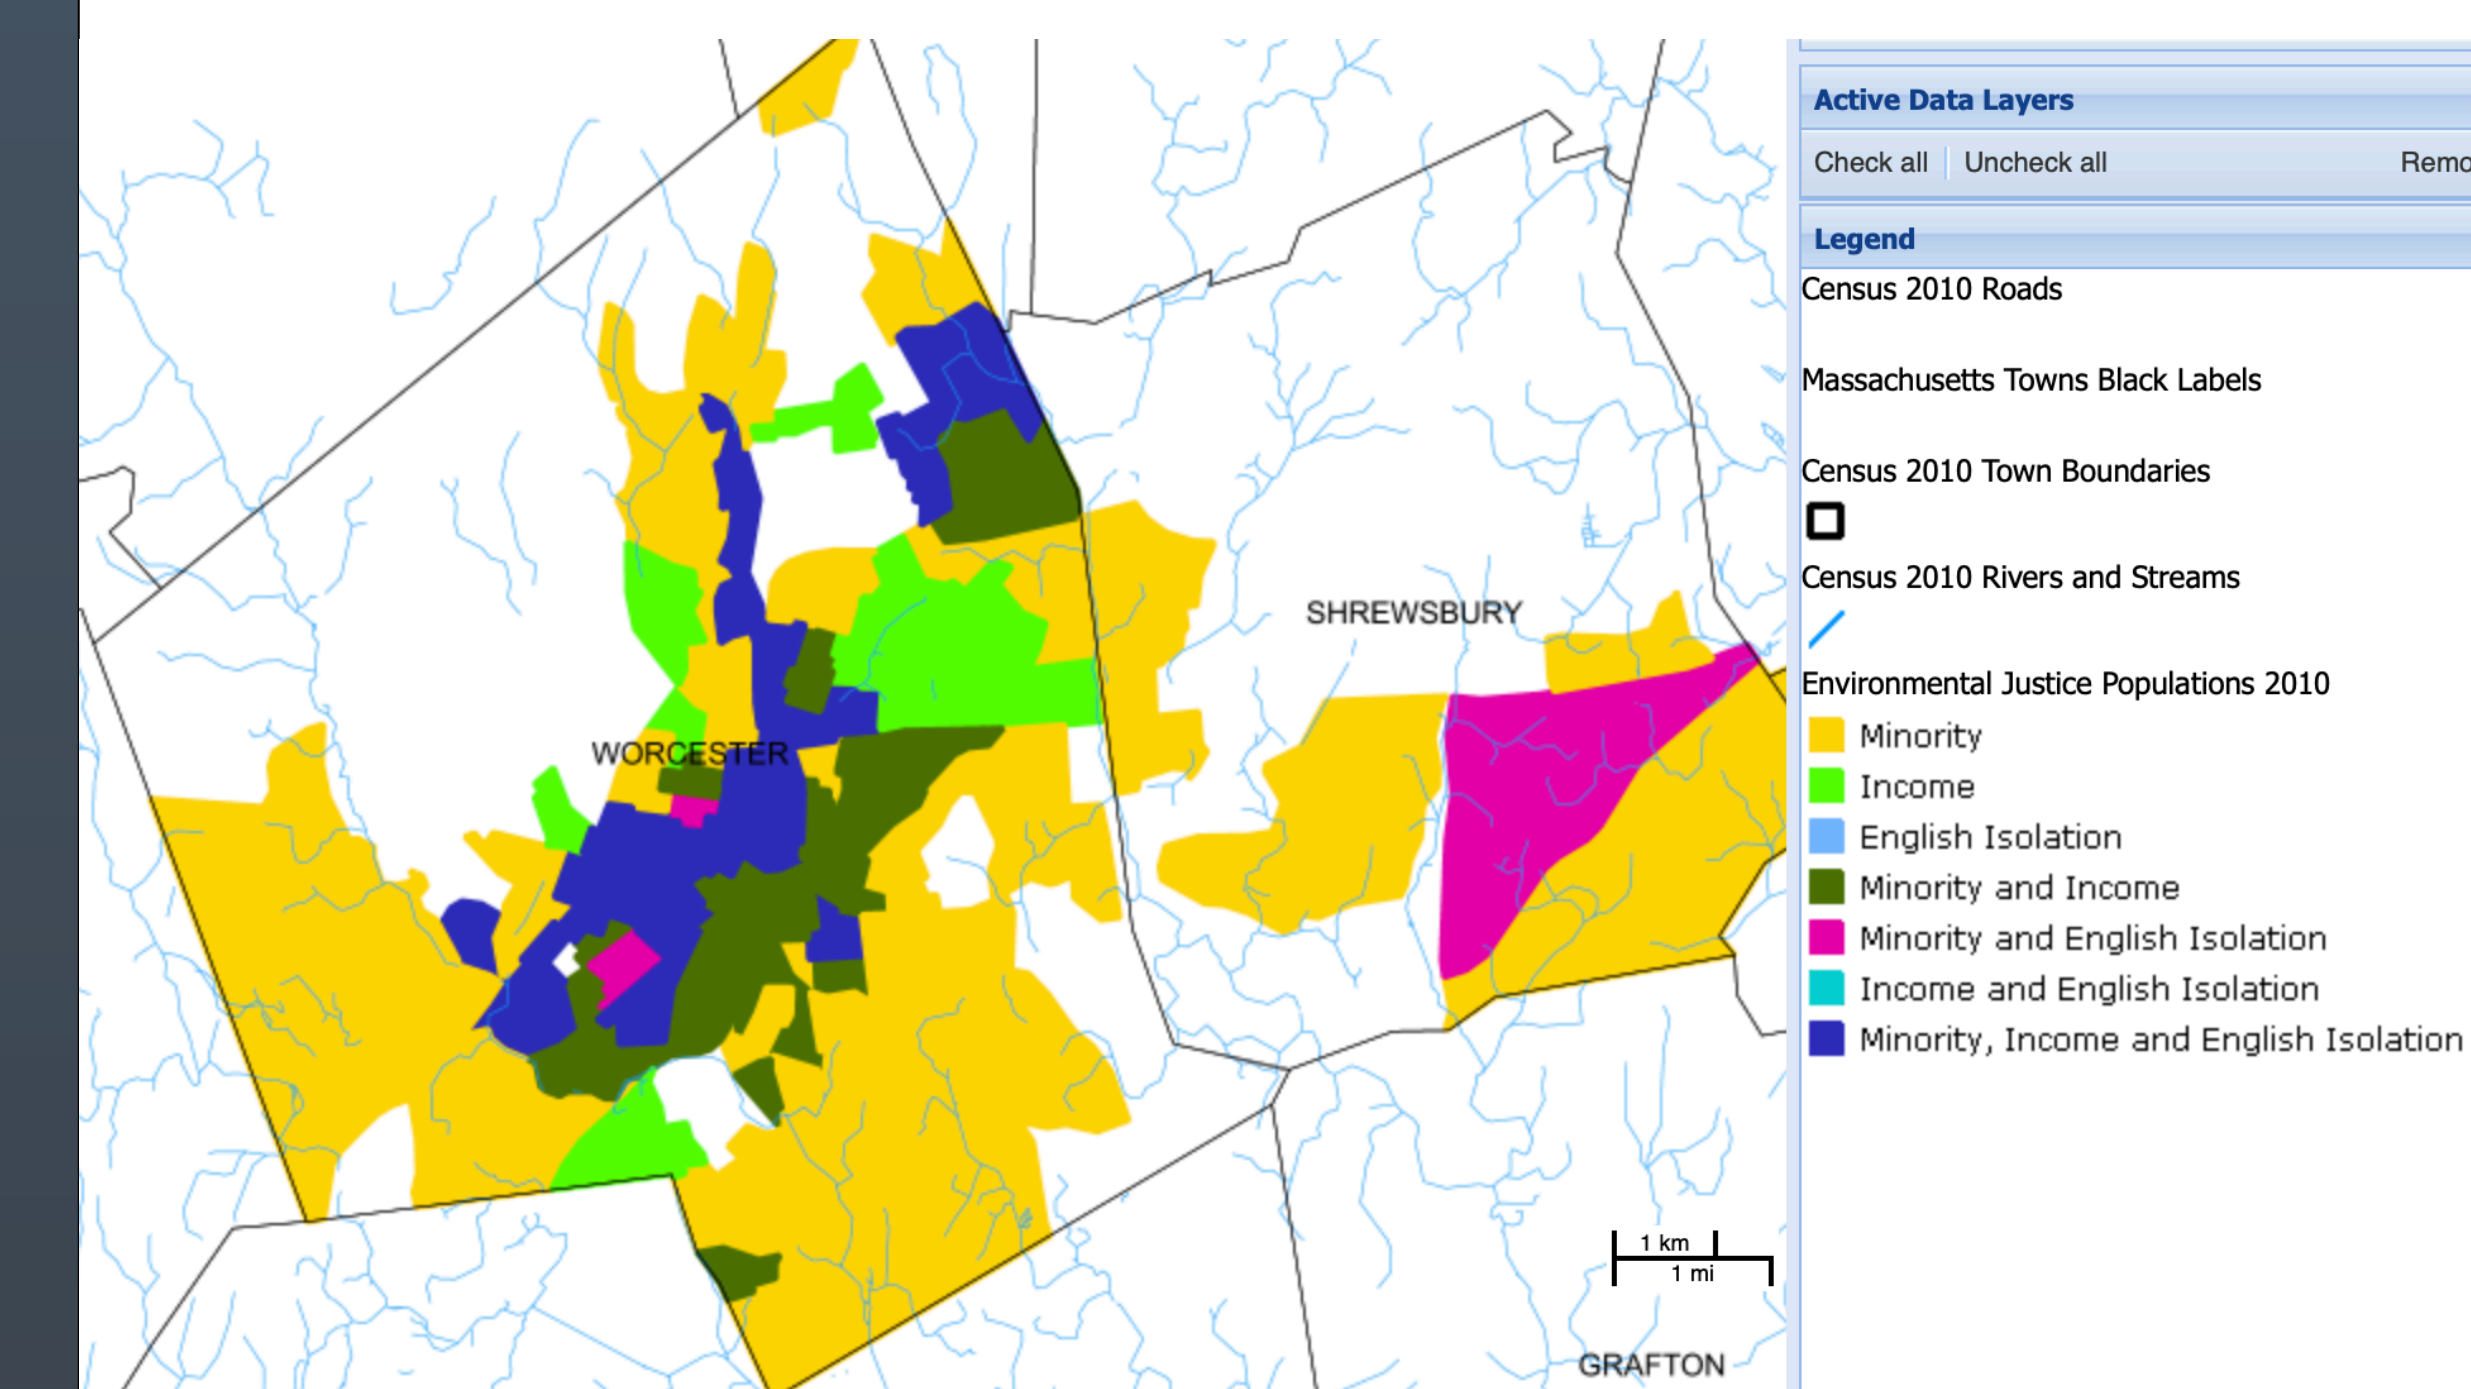 Active Data Layers
Check all Uncheck all
Legend
Census 2010 Roads
Massachusetts Towns Black Labels
Census 2010 Town Boundaries
Census 2010 Rivers and Streams
Environmental Justice Populations 2010
Minority
Income
English Isolation
Minority and Income
Minority and English Isolation
Income and English Isolation
Minority, Income and English Isolation
SHREWSBURY
WORCESTER
1 km
1 mi
GRAFTON